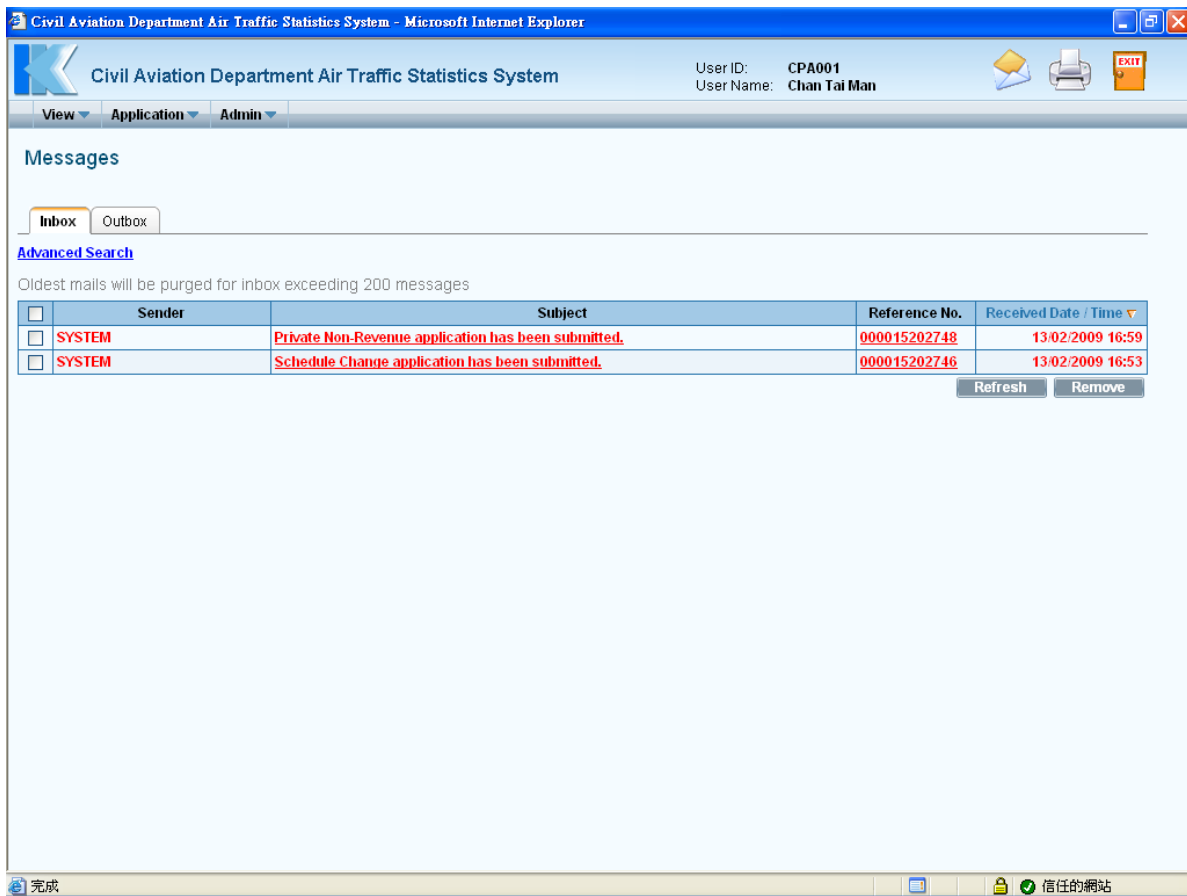 Civil Aviation Department Air Traffic Statistics System - Microsoft Internet Explorer
Civil Aviation Department Air Traffic Statistics System
User ID: CPA001
User Name: Chan Tai Man
EXIT
View Application Admin
Messages
Inbox Outbox
Advanced Search
Oldest mails will be purged for inbox exceeding 200 messages
Sender Subject Reference No. Received Date / Time
SYSTEM Private Non-Revenue application has been submitted. 000015202748 13/02/2009 16:59
SYSTEM Schedule Change application has been submitted. 000015202746 13/02/2009 16:53
Refresh Remove
完成 信任的網站